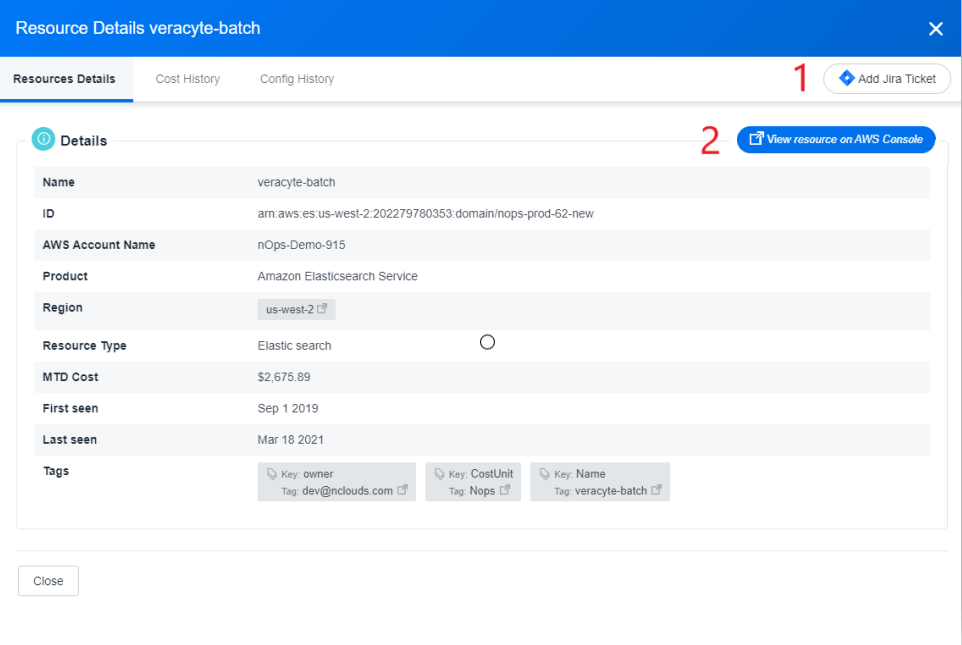 Resource Details veracyte-batch
Resources Details Cost History Config History 1 Add Jira Ticket
Details 2 View resource on AWS Console
Name veracyte-batch
ID arn:aws:es:us-west-2:202279780353:domain/nops-prod-62-new
AWS Account Name nOps-Demo-915
Product Amazon Elasticsearch Service
Region us-west-2
Resource Type Elastic search
MTD Cost $2,675.89
First seen Sep 1 2019
Last seen Mar 18 2021
Tags Key: owner Key: CostUnit Key: Name
Tag: dev@nclouds.com Tag: Nops Tag: veracyte-batch
Close